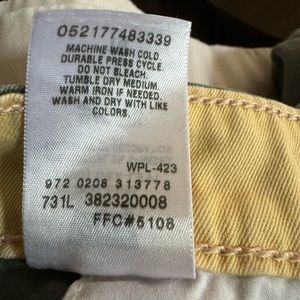 052177483339
MACHINE WASH COLD
DURABLE PRESS CYCLE.
DO NOT BLEACH.
TUMBLE DRY MEDIUM.
WARM IRON IF NEEDED.
WASH AND DRY WITH LIKE
COLORS.
WPL-423
972 0208 313778
731L 382320008
FFC#5108